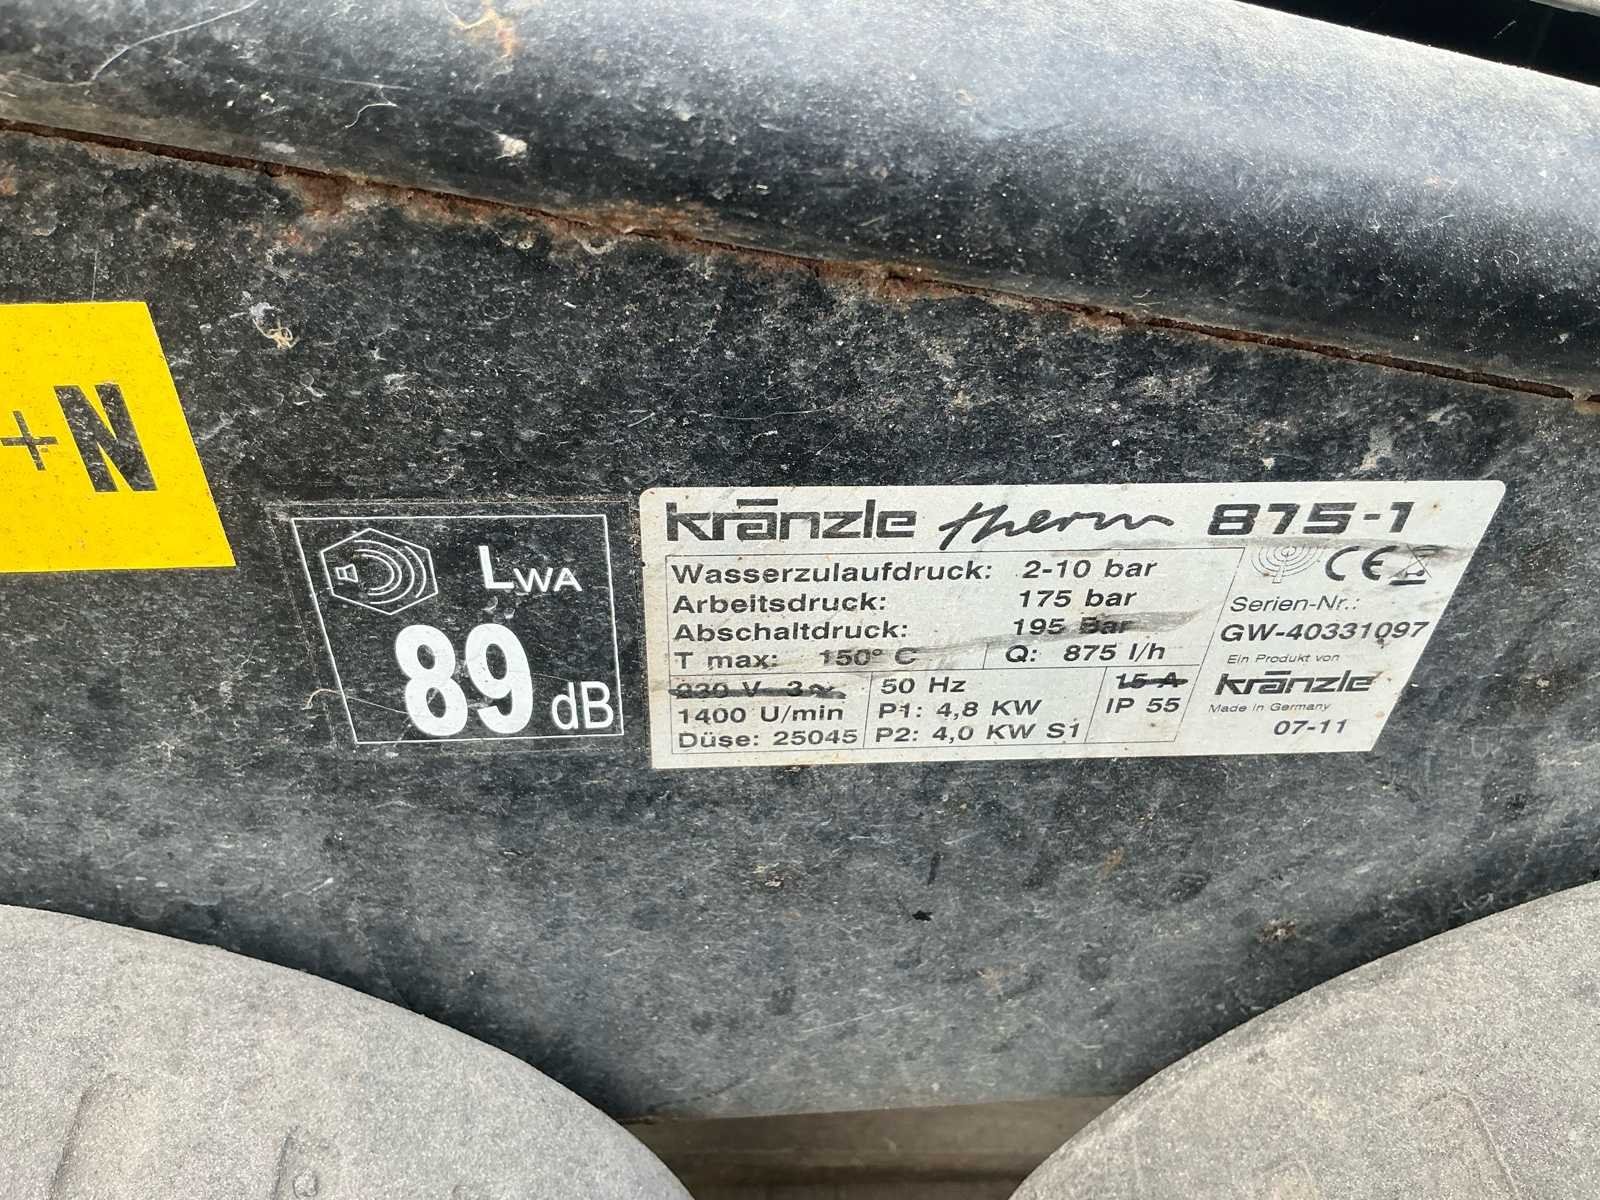 +N
LWA
89 dB
Kränzle therm 875-1
Wasserzulaufdruck: 2-10 bar
Arbeitsdruck: 175 bar
Abschaltdruck: 195 Bar
T max: 150° C Q: 875 l/h
230 V 3~ 50 Hz 15 A
1400 U/min P1: 4,8 KW IP 55
Düse: 25045 P2: 4,0 KW S1
CE
Serien-Nr.:
GW-40331097
Ein Produkt von
Kränzle
Made in Germany
07-11